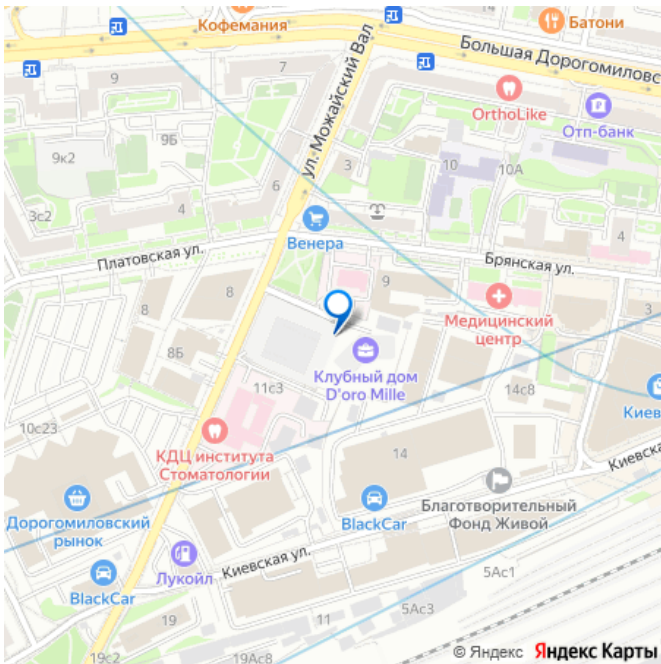 Кофемания
Батони
Большая Дорогомиловс
9
7
OrthoLike
Отп-банк
ул. Можайский Вал
9Б
9к2
3
10
10А
6
3с2
4
4
Венера
Платовская ул.
Брянская ул.
8
8
9
3
Медицинский
центр
8Б
Клубный дом
D'oro Mille
11с3
14с8
Киев
10с23
КДЦ института
Стоматологии
14
Киевска
Дорогомиловский
рынок
BlackCar
Благотворительный
Фонд Живой
Лукойл
Киевская ул.
BlackCar
5Ас1
5Ас3
19
11
19с2
19Ас8
© Яндекс Яндекс Карты